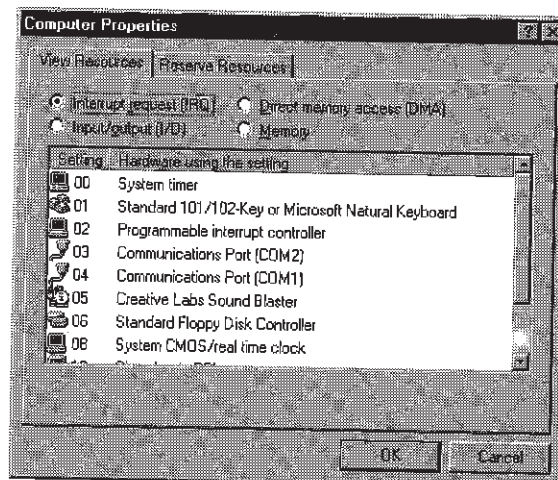 Computer Properties
View Resources Reserve Resources
Interrupt request (IRQ) Direct memory access (DMA)
Input/output (I/O) Memory
Setting Hardware using the setting
00 System timer
01 Standard 101/102-Key or Microsoft Natural Keyboard
02 Programmable interrupt controller
03 Communications Port (COM2)
04 Communications Port (COM1)
05 Creative Labs Sound Blaster
06 Standard Floppy Disk Controller
08 System CMOS/real time clock
OK Cancel